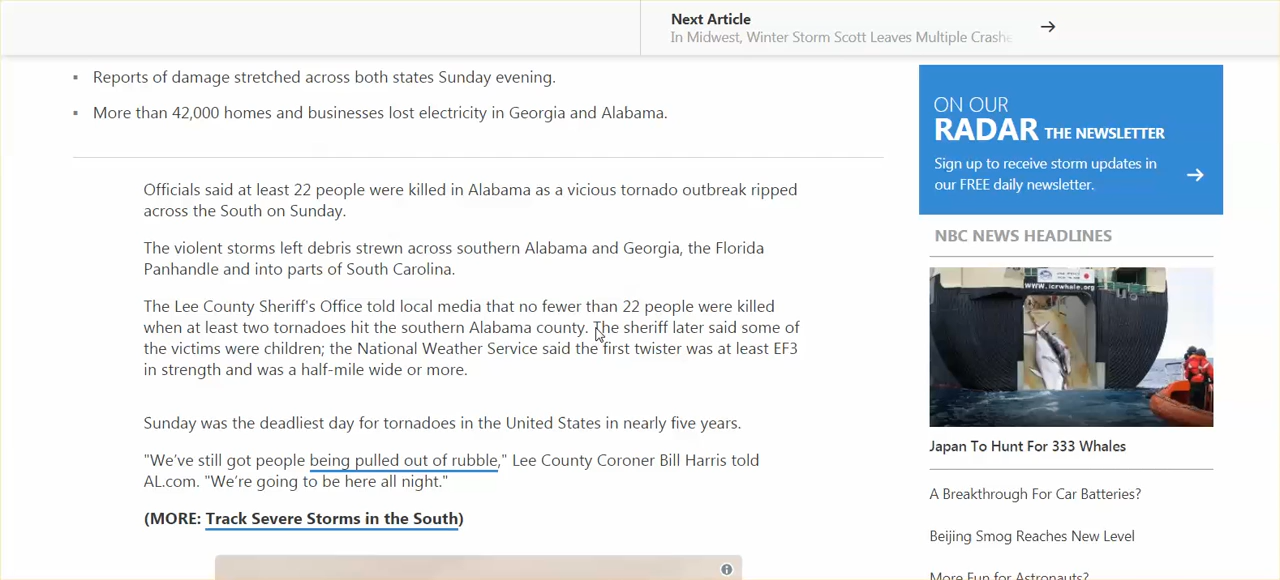 Next Article
In Midwest, Winter Storm Scott Leaves Multiple Crashe
Reports of damage stretched across both states Sunday evening.
More than 42,000 homes and businesses lost electricity in Georgia and Alabama.
Officials said at least 22 people were killed in Alabama as a vicious tornado outbreak ripped
across the South on Sunday.
The violent storms left debris strewn across southern Alabama and Georgia, the Florida
Panhandle and into parts of South Carolina.
The Lee County Sheriff's Office told local media that no fewer than 22 people were killed
when at least two tornadoes hit the southern Alabama county. The sheriff later said some of
the victims were children; the National Weather Service said the first twister was at least EF3
in strength and was a half-mile wide or more.
Sunday was the deadliest day for tornadoes in the United States in nearly five years.
"We've still got people being pulled out of rubble," Lee County Coroner Bill Harris told
AL.com. "We're going to be here all night."
(MORE: Track Severe Storms in the South)
ON OUR
RADAR THE NEWSLETTER
Sign up to receive storm updates in
our FREE daily newsletter.
NBC NEWS HEADLINES
WWW.icrwhale.org
Japan To Hunt For 333 Whales
A Breakthrough For Car Batteries?
Beijing Smog Reaches New Level
More Fun for Astronauts?